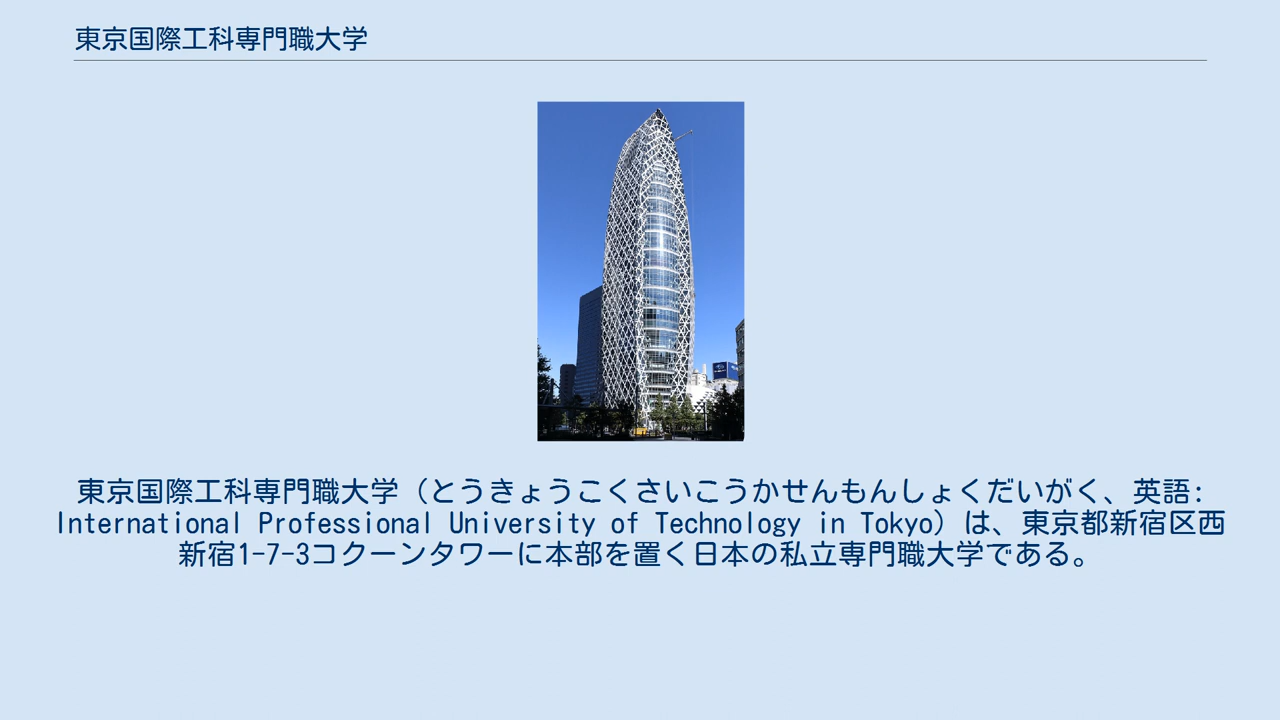 東京国際工科専門職大学
東京国際工科専門職大学（とうきょうこくさいこうかせんもんしょくだいがく、英語:
International Professional University of Technology in Tokyo）は、東京都新宿区西
新宿1-7-3コクーンタワーに本部を置く日本の私立専門職大学である。